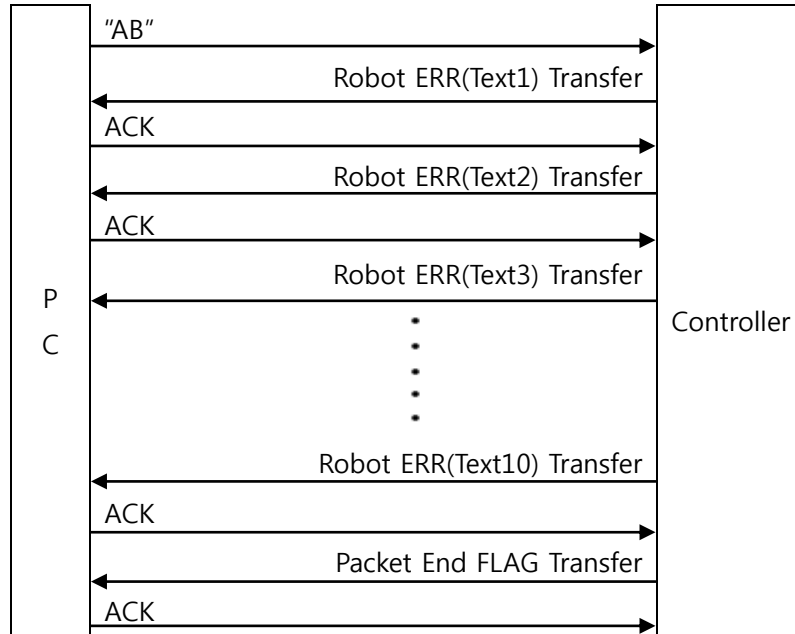 "AB"
Robot ERR(Text1) Transfer
ACK
Robot ERR(Text2) Transfer
ACK
Robot ERR(Text3) Transfer
P
C
Controller
Robot ERR(Text10) Transfer
ACK
Packet End FLAG Transfer
ACK